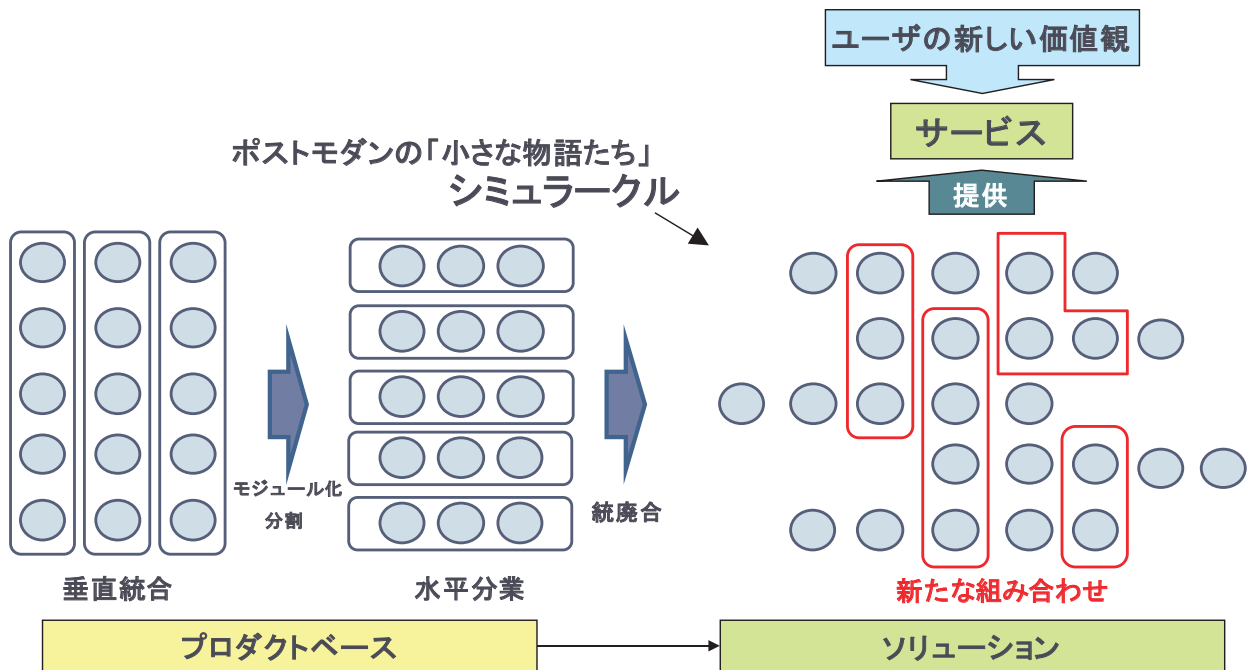 ユーザの新しい価値観
サービス
提供
ポストモダンの「小さな物語たち」
シミュラークル
モジュール化
分割
統廃合
垂直統合
水平分業
新たな組み合わせ
プロダクトベース
ソリューション